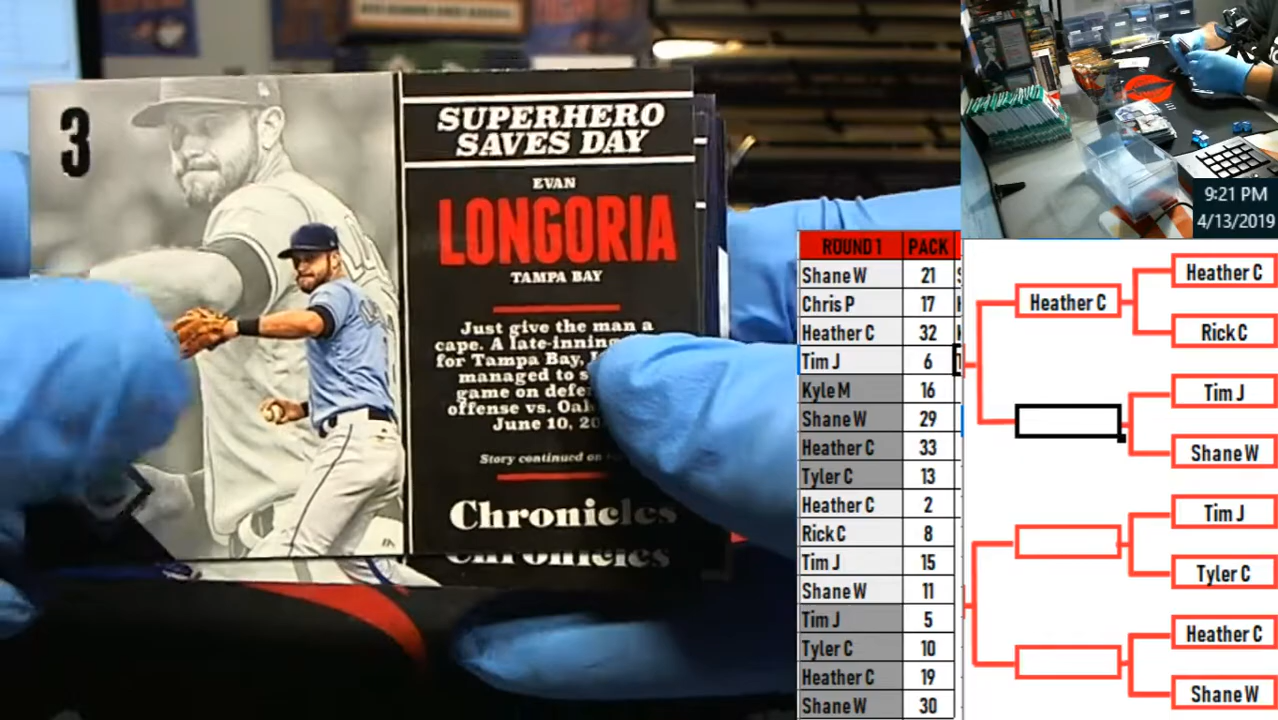 3
SUPERHERO
SAVES DAY
EVAN
LONGORIA
TAMPA BAY
Just give the man a
cape. A late-inning
for Tampa Bay,
managed to
game on
offense vs.
June 10,
Story continued on
Chronicles
Chronicles
9:21 PM
4/13/2019
ROUND 1 PACK
Shane W 21
Chris P 17
Heather C 32
Tim J 6
Kyle M 16
Shane W 29
Heather C 33
Tyler C 13
Heather C 2
Rick C 8
Tim J 15
Shane W 11
Tim J 5
Tyler C 10
Heather C 19
Shane W 30
Heather C
Heather C
Rick C
Tim J
Shane W
Tim J
Tyler C
Heather C
Shane W